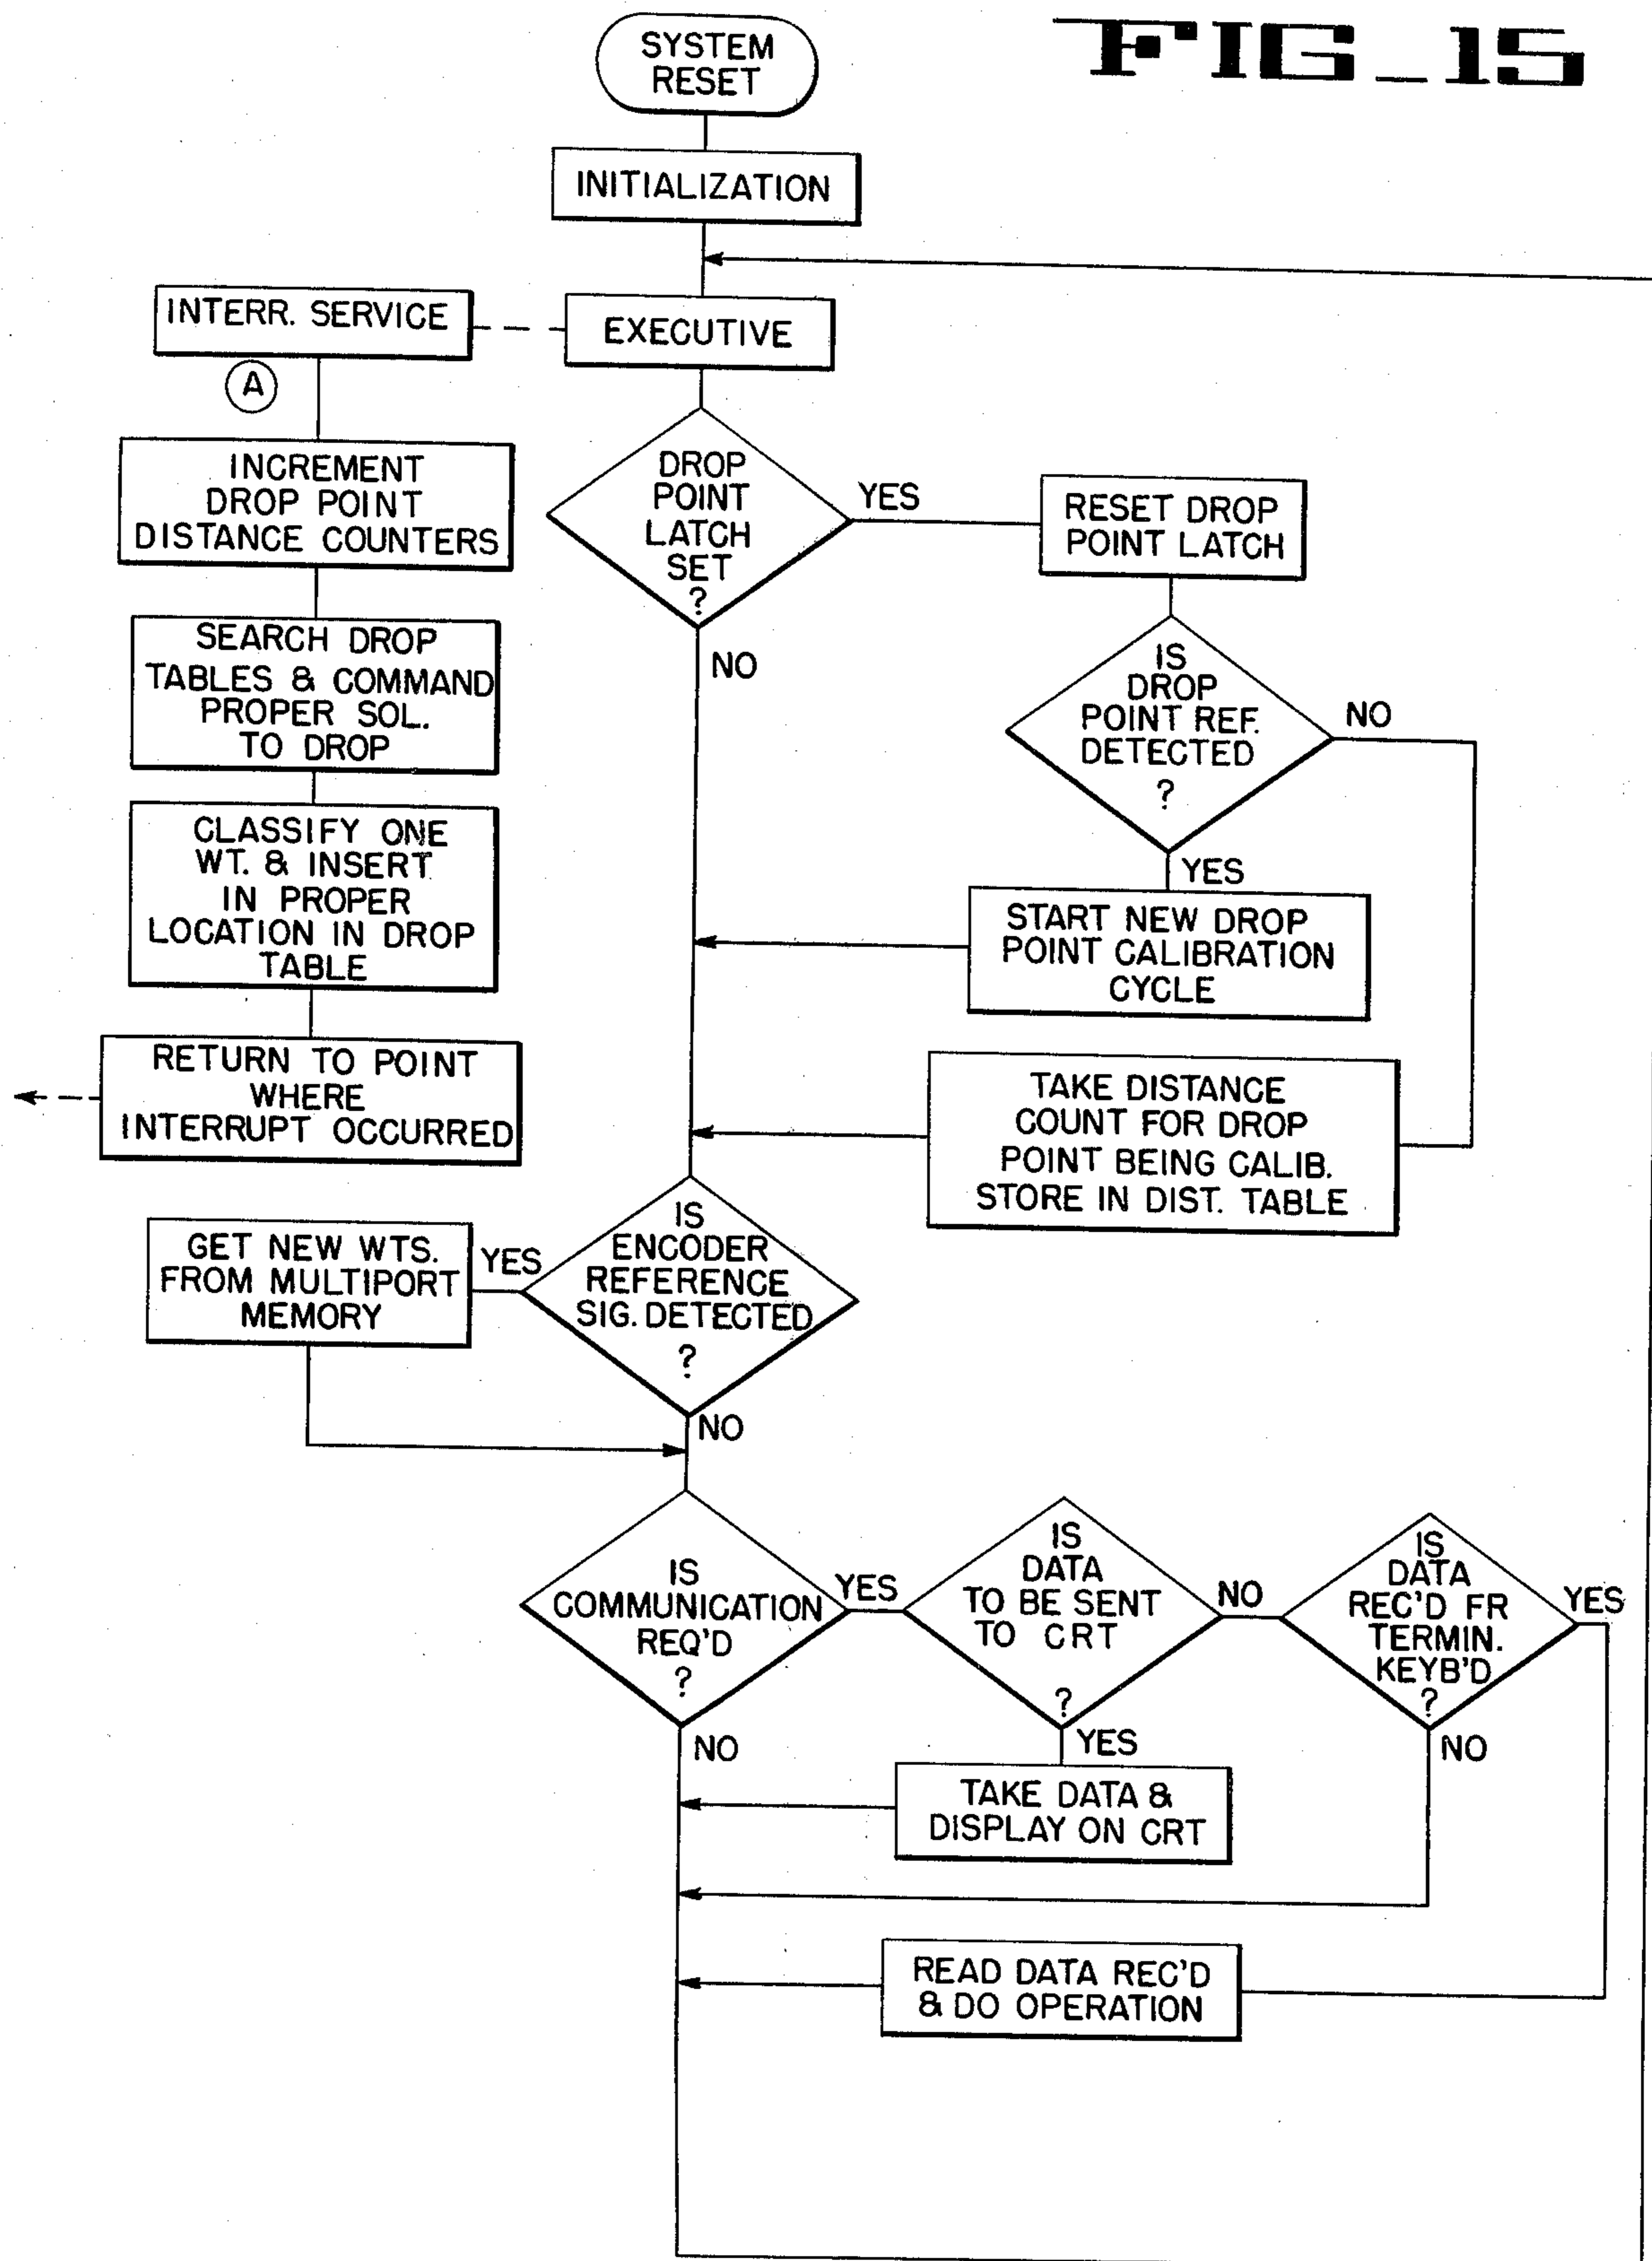 FIG_15
SYSTEM
RESET
INITIALIZATION
INTERR. SERVICE
EXECUTIVE
A
INCREMENT
DROP POINT
DISTANCE COUNTERS
SEARCH DROP
TABLES & COMMAND
PROPER SOL.
TO DROP
CLASSIFY ONE
WT. & INSERT
IN PROPER
LOCATION IN DROP
TABLE
RETURN TO POINT
WHERE
INTERRUPT OCCURRED
DROP
POINT
LATCH
SET
?
YES
NO
RESET DROP
POINT LATCH
IS
DROP
POINT REF.
DETECTED
?
NO
YES
START NEW DROP
POINT CALIBRATION
CYCLE
TAKE DISTANCE
COUNT FOR DROP
POINT BEING CALIB.
STORE IN DIST. TABLE
IS
ENCODER
REFERENCE
SIG. DETECTED
?
YES
NO
GET NEW WTS.
FROM MULTIPORT
MEMORY
IS
COMMUNICATION
REQ'D
?
YES
NO
IS
DATA
TO BE SENT
TO CRT
?
NO
YES
IS
DATA
REC'D FR
TERMIN.
KEYB'D
?
YES
NO
TAKE DATA &
DISPLAY ON CRT
READ DATA REC'D
& DO OPERATION